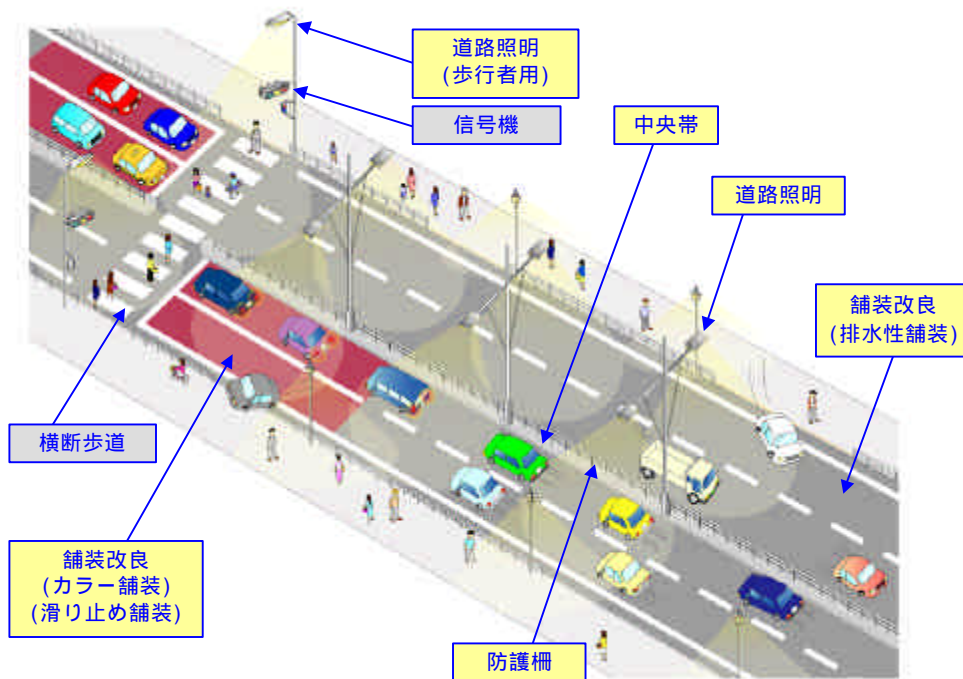 道路照明
(歩行者用)
信号機
中央帯
道路照明
舗装改良
(排水性舗装)
横断歩道
舗装改良
(カラー舗装)
(滑り止め舗装)
防護柵